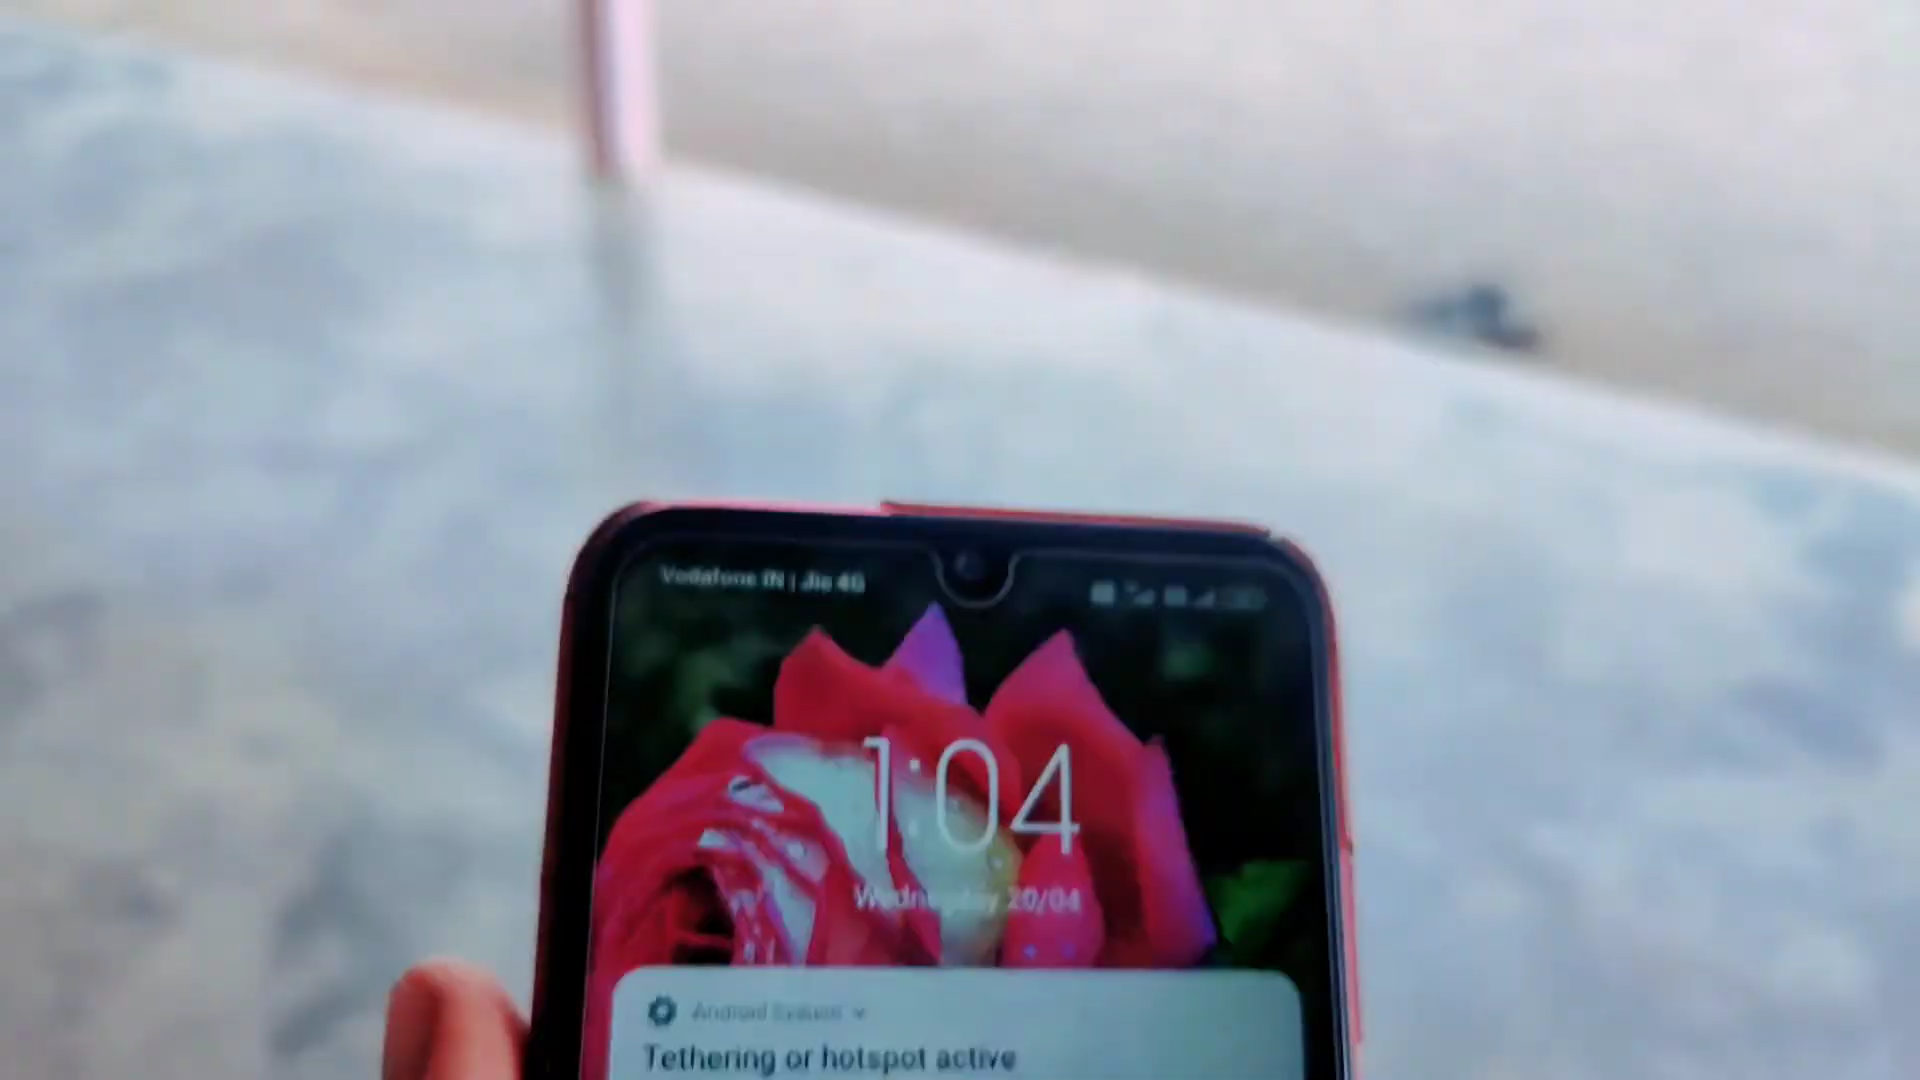 Vodafone IN | Jio 4G
1:04
Wednesday 20/04
Android System
Tethering or hotspot active